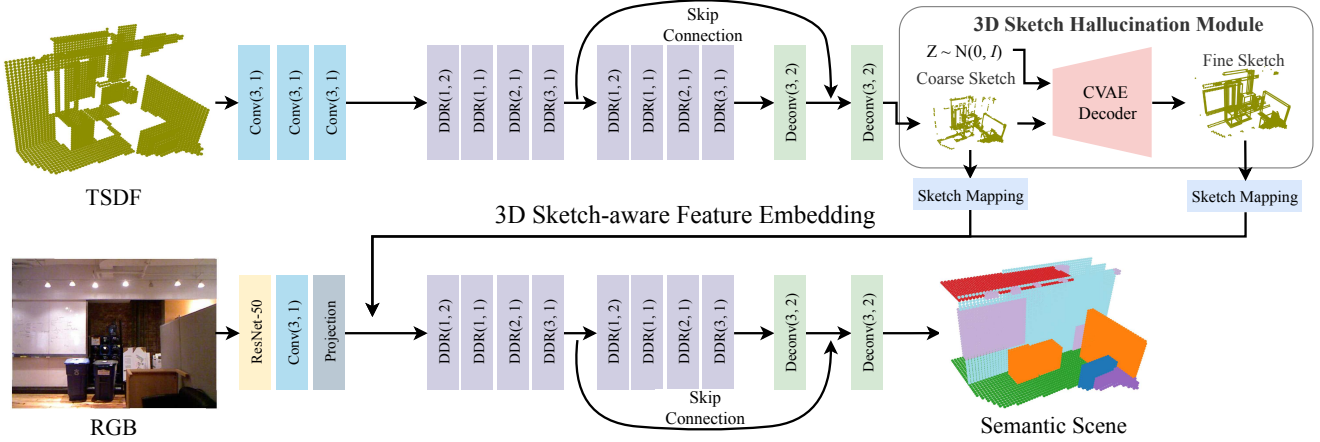 3D Sketch Hallucination Module
Skip
Connection
Z ~ N(0, I)
Coarse Sketch
Fine Sketch
CVAE
Decoder
Conv(3, 1)
Conv(3, 1)
Conv(3, 1)
DDR(1, 2)
DDR(1, 1)
DDR(2, 1)
DDR(3, 1)
DDR(1, 2)
DDR(1, 1)
DDR(2, 1)
DDR(3, 1)
Deconv(3, 2)
Deconv(3, 2)
TSDF
Sketch Mapping
Sketch Mapping
3D Sketch-aware Feature Embedding
ResNet-50
Conv(3, 1)
Projection
DDR(1, 2)
DDR(1, 1)
DDR(2, 1)
DDR(3, 1)
DDR(1, 2)
DDR(1, 1)
DDR(2, 1)
DDR(3, 1)
Deconv(3, 2)
Deconv(3, 2)
Skip
Connection
RGB
Semantic Scene